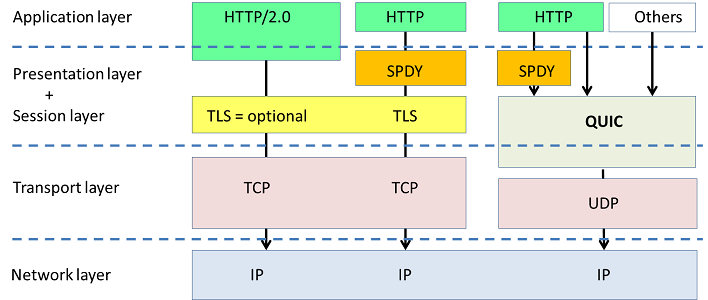 Application layer
HTTP/2.0
HTTP
HTTP
Others
Presentation layer
+
Session layer
SPDY
SPDY
TLS = optional
TLS
QUIC
Transport layer
TCP
TCP
UDP
Network layer
IP
IP
IP